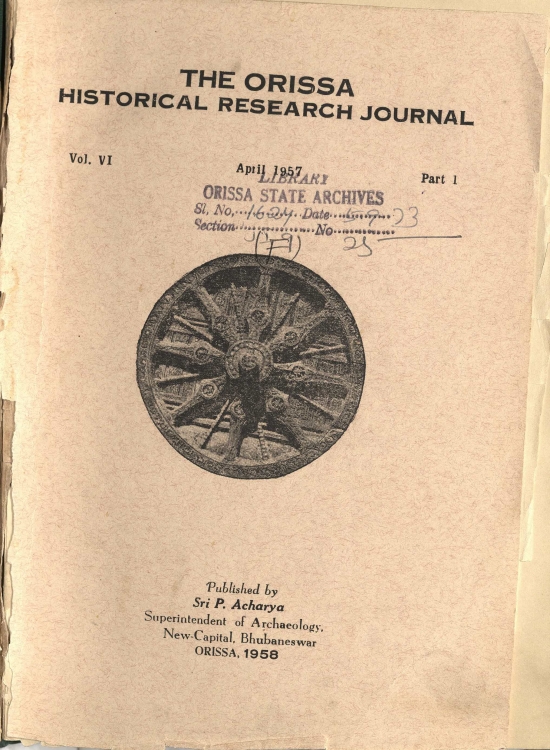 THE ORISSA
HISTORICAL RESEARCH JOURNAL
Vol. VI
April 1957
Part 1
LIBRARY
ORISSA STATE ARCHIVES
Sl. No. Date
Section No 25
Published by
Sri P. Acharya
Superintendent of Archaeology,
New-Capital, Bhubaneswar
ORISSA, 1958